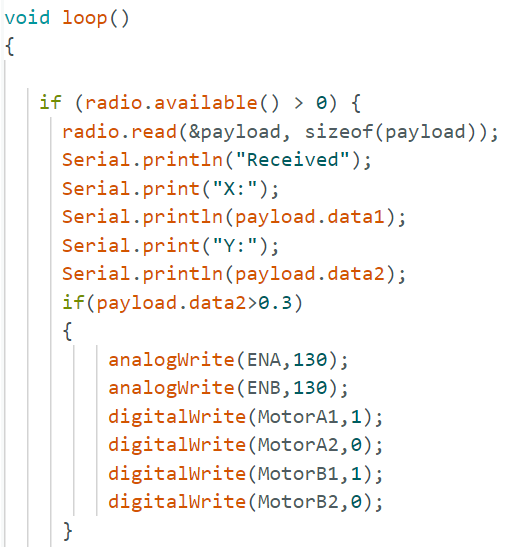 void loop()
{
if (radio.available() > 0) {
radio.read(&payload, sizeof(payload));
Serial.println("Received");
Serial.print("X:");
Serial.println(payload.data1);
Serial.print("Y:");
Serial.println(payload.data2);
if(payload.data2>0.3)
{
analogWrite(ENA,130);
analogWrite(ENB,130);
digitalWrite(MotorA1,1);
digitalWrite(MotorA2,0);
digitalWrite(MotorB1,1);
digitalWrite(MotorB2,0);
}